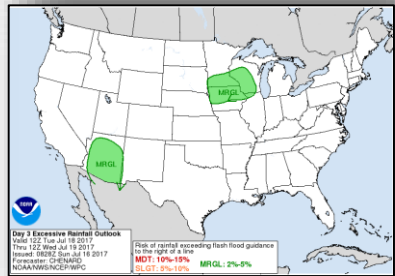 MRGL
MRGL
NOAA
Day 3 Excessive Rainfall Outlook
Valid 12Z Tue Jul 18 2017
Thru 12Z Wed Jul 19 2017
Issued: 0828Z Sun Jul 16 2017
Forecaster: CHENARD
NOAA/NWS/NCEP/WPC
Risk of rainfall exceeding flash flood guidance
to the right of a line
MDT: 10%-15%
SLGT: 5%-10%
MRGL: 2%-5%